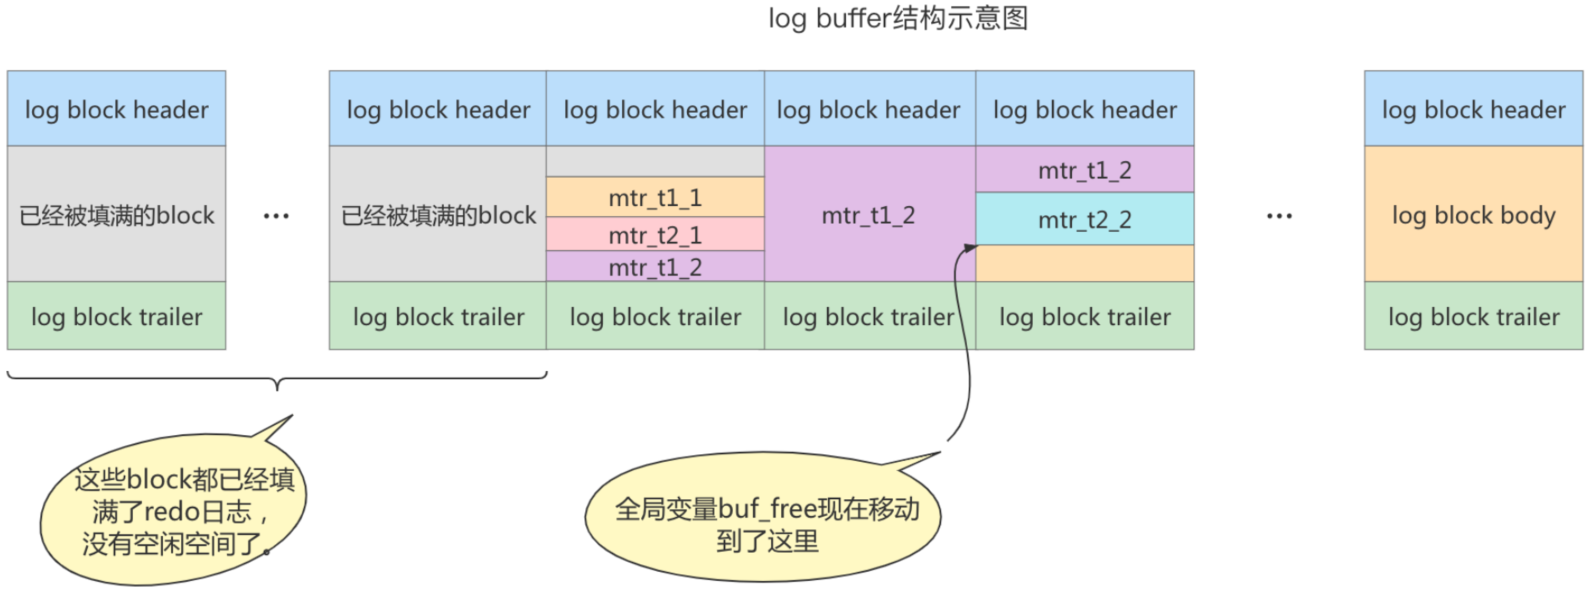 log buffer结构示意图
log block header
log block header
log block header
log block header
log block header
log block header
已经被填满的block
...
已经被填满的block
mtr_t1_1
mtr_t2_1
mtr_t1_2
mtr_t1_2
mtr_t1_2
mtr_t2_2
...
log block body
log block trailer
log block trailer
log block trailer
log block trailer
log block trailer
log block trailer
这些block都已经填
满了redo日志，
没有空闲空间了。
全局变量buf_free现在移动
到了这里